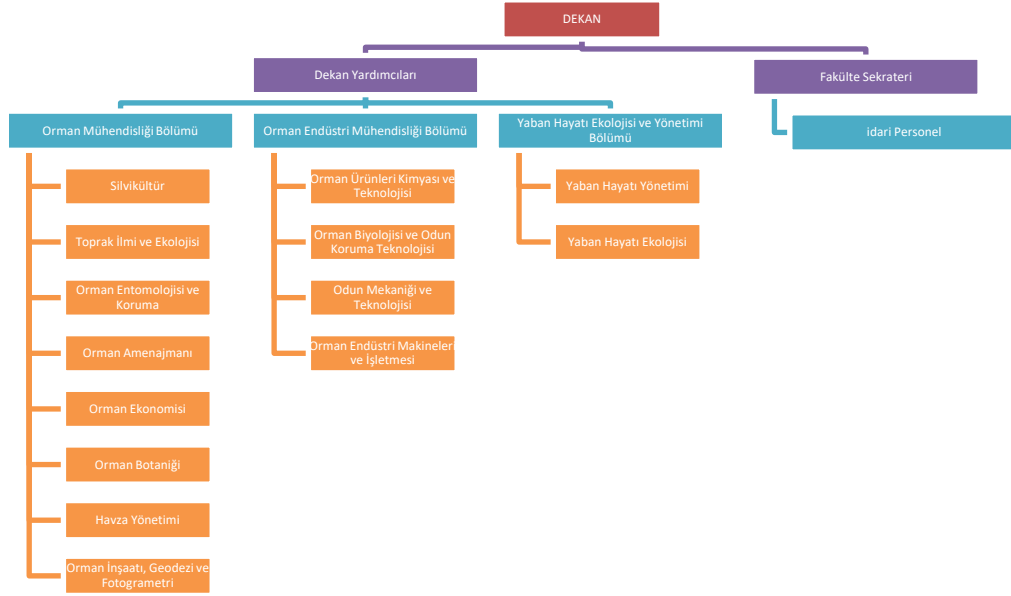 DEKAN
Dekan Yardımcıları
Fakülte Sekrateri
Orman Mühendisliği Bölümü
Orman Endüstri Mühendisliği Bölümü
Yaban Hayatı Ekolojisi ve Yönetimi
Bölümü
idari Personel
Silvikültür
Toprak İlmi ve Ekolojisi
Orman Entomolojisi ve
Koruma
Orman Amenajmanı
Orman Ekonomisi
Orman Botaniği
Havza Yönetimi
Orman İnşaatı, Geodezi ve
Fotogrametri
Orman Ürünleri Kimyası ve
Teknolojisi
Orman Biyolojisi ve Odun
Koruma Teknolojisi
Odun Mekaniği ve
Teknolojisi
Orman Endüstri Makineleri
ve İşletmesi
Yaban Hayatı Yönetimi
Yaban Hayatı Ekolojisi